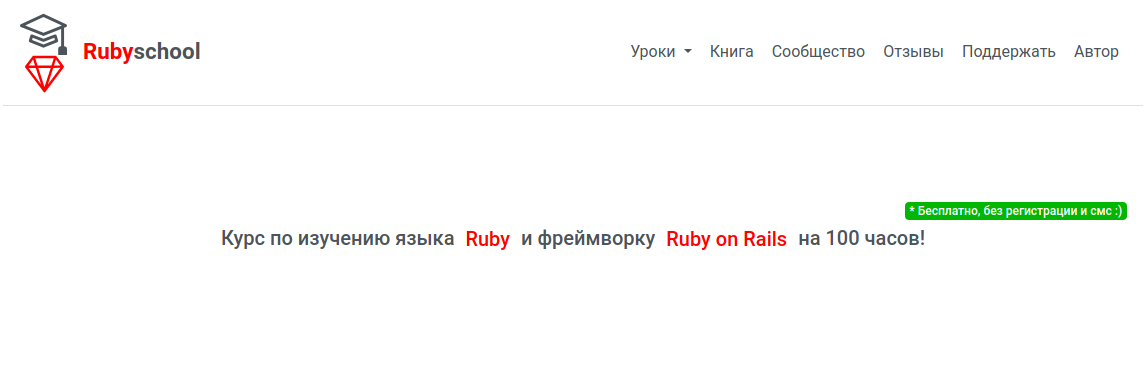 Rubyschool
Уроки Книга Сообщество Отзывы Поддержать Автор
* Бесплатно, без регистрации и смс :)
Курс по изучению языка Ruby и фреймворку Ruby on Rails на 100 часов!